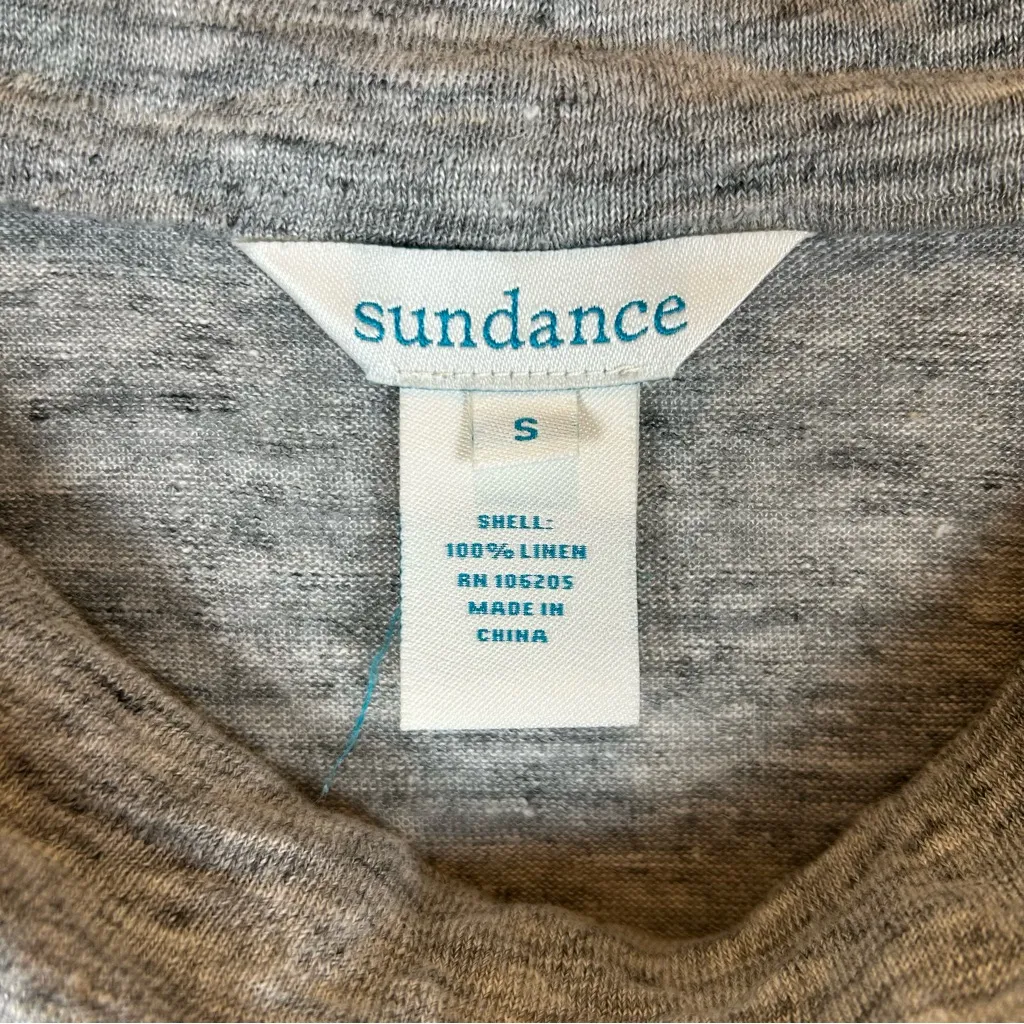 sundance
S
SHELL:
100% LINEN
RN 106205
MADE IN
CHINA